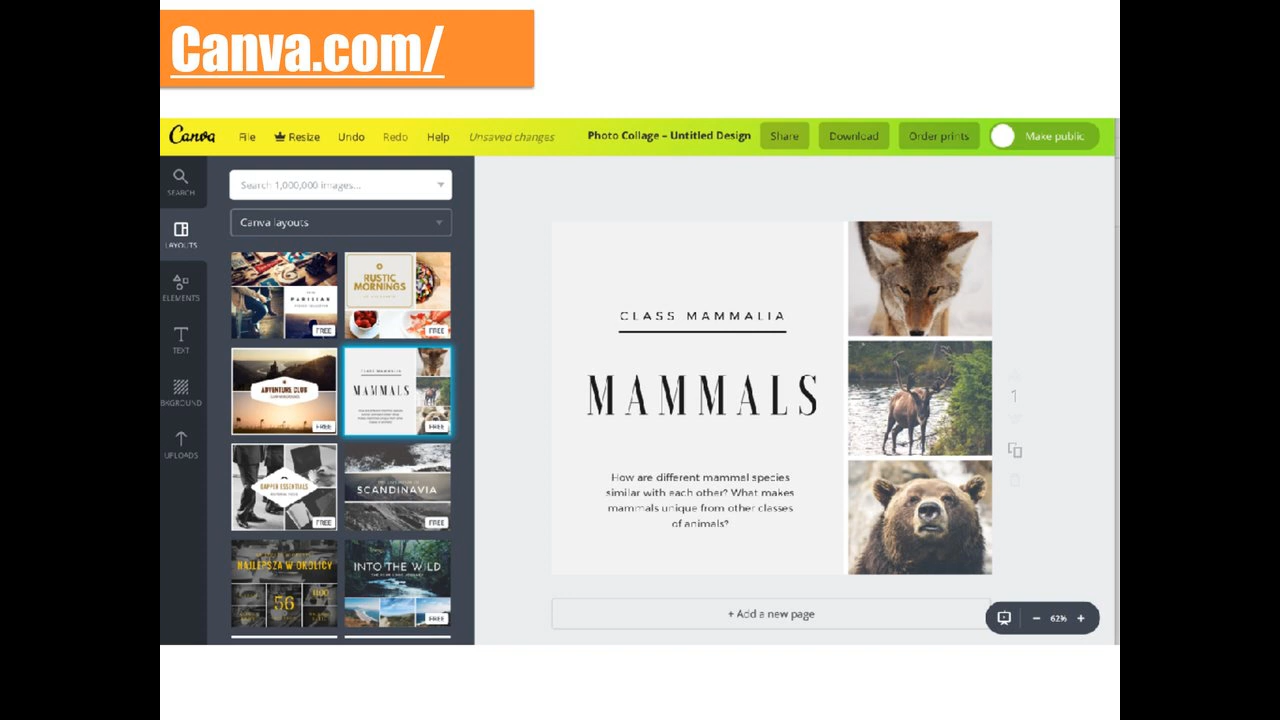 Canva.com/
Canva File Resize Undo Redo Help Unsaved changes Photo Collage – Untitled Design Share Download Order prints Make public
SEARCH
LAYOUTS
ELEMENTS
TEXT
BKGROUND
UPLOADS
Search 1,000,000 images...
Canva layouts
PARISIAN
FREE
RUSTIC
MORNINGS
FREE
ADVENTURE CLUB
FREE
CLASS MAMMALIA
MAMMALS
FREE
DAPPER ESSENTIALS
FREE
SCANDINAVIA
FREE
NAJLEPSZA W OKOLICY
56
1100
INTO THE WILD
FREE
CLASS MAMMALIA
MAMMALS
How are different mammal species
similar with each other? What makes
mammals unique from other classes
of animals?
1
+ Add a new page
62%